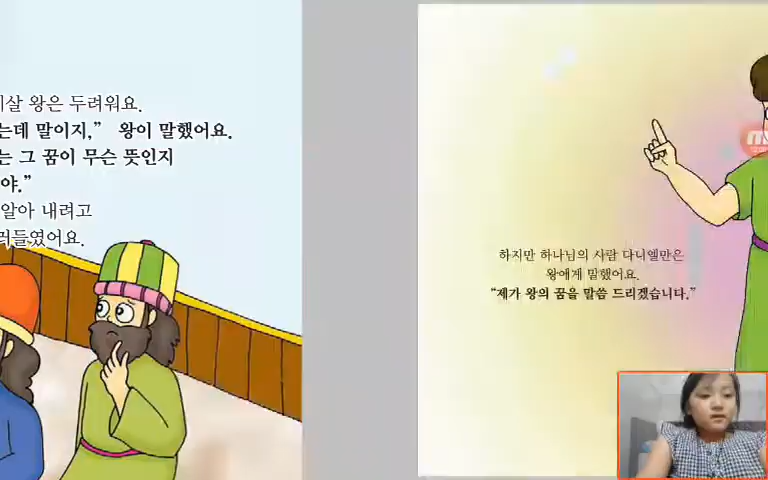 살 왕은 두려워요.
는데 말이지,” 왕이 말했어요.
는 그 꿈이 무슨 뜻인지
야.”
알아 내려고
러들였어요.
하지만 하나님의 사람 다니엘만은
왕애게 말했어요.
“제가 왕의 꿈을 말씀 드리겠습니다.”